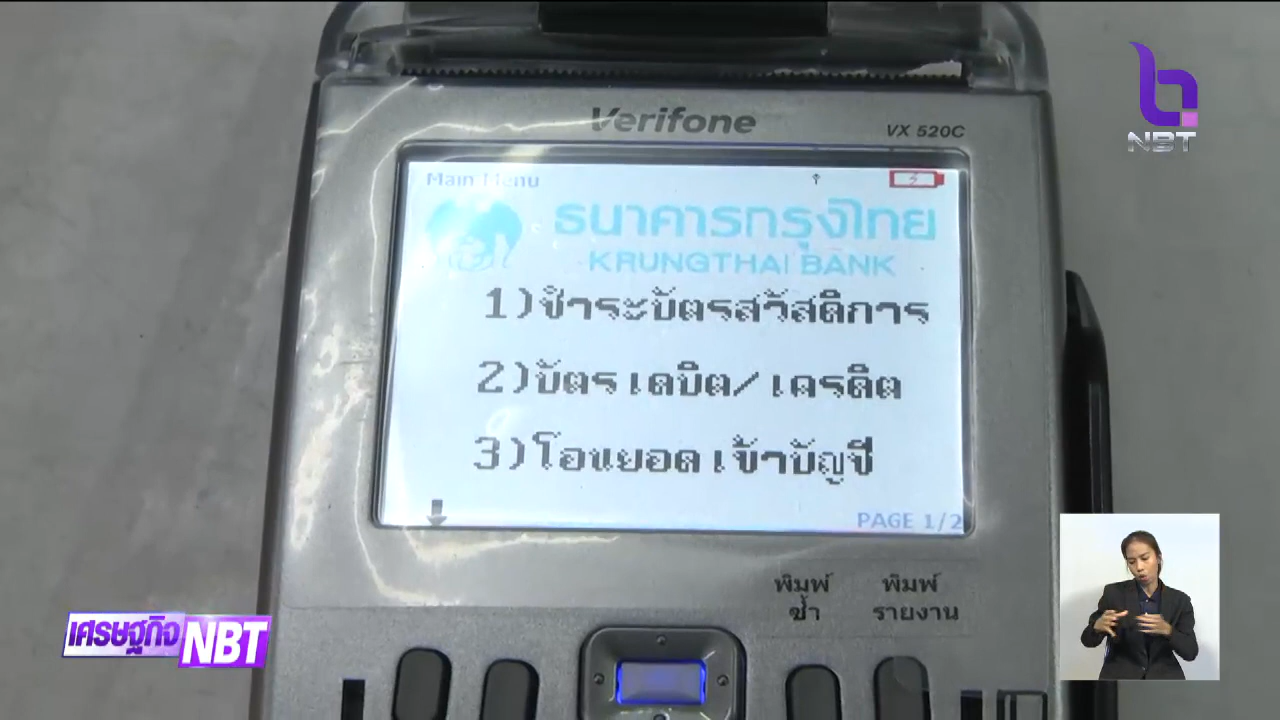 NBT
Verifone
VX 520C
Main Menu
ธนาคารกรุงไทย
KRUNGTHAI BANK
1)ชำระบัตรสวัสดิการ
2)บัตรเดบิต/เครดิต
3)โอนยอดเข้าบัญชี
PAGE 1/2
พิมพ์ พิมพ์
ซ้ำ รายงาน
เศรษฐกิจ NBT